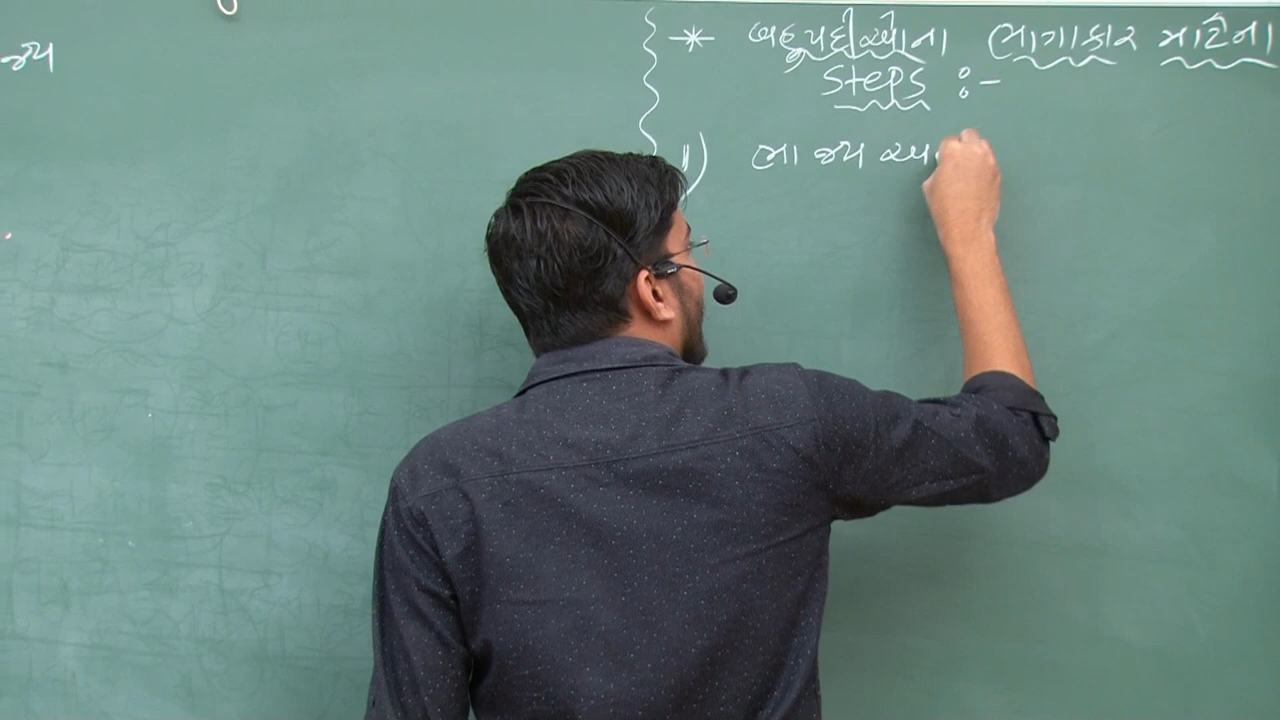 જ્ય
* બહુપદીઓના ભાગાકાર માટેના
Steps :-
1) ભાજ્ય અ